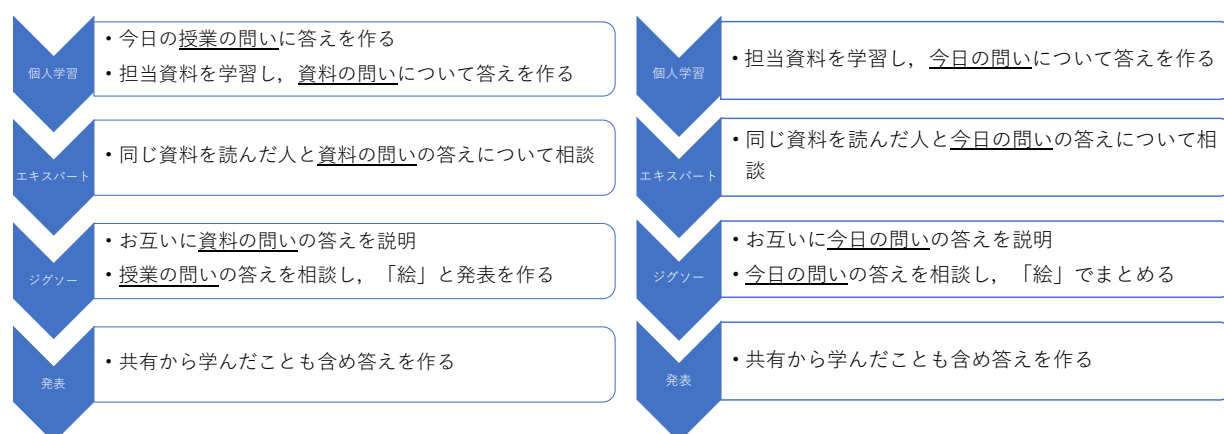 個人学習
・今日の授業の問いに答えを作る
・担当資料を学習し，資料の問いについて答えを作る
エキスパート
・同じ資料を読んだ人と資料の問いの答えについて相談
ジグソー
・お互いに資料の問いの答えを説明
・授業の問いの答えを相談し，「絵」と発表を作る
発表
・共有から学んだことも含め答えを作る
個人学習
・担当資料を学習し，今日の問いについて答えを作る
エキスパート
・同じ資料を読んだ人と今日の問いの答えについて相
談
ジグソー
・お互いに今日の問いの答えを説明
・今日の問いの答えを相談し，「絵」でまとめる
発表
・共有から学んだことも含め答えを作る